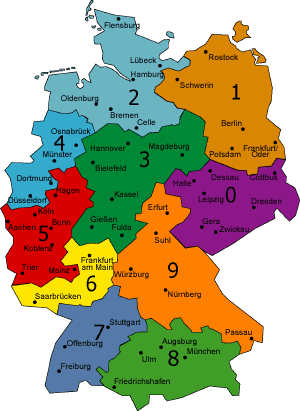 Flensburg
Rostock
Lübeck
Hamburg
Schwerin
Oldenburg
2
1
Bremen
Celle
Berlin
Osnabrück
4
Hannover
Magdeburg
Potsdam
Frankfurt/
Oder
Münster
3
Bielefeld
Dortmund
Halle
Dessau
Cottbus
Düsseldorf
Hagen
Kassel
Leipzig
0
Dresden
Köln
Erfurt
Aachen
5
Bonn
Gießen
Gera
Zwickau
Fulda
Suhl
Koblenz
Frankfurt
am Main
Trier
Mainz
Würzburg
9
6
Saarbrücken
Nürnberg
7
Stuttgart
Passau
Offenburg
Augsburg
Ulm
8
München
Freiburg
Friedrichshafen